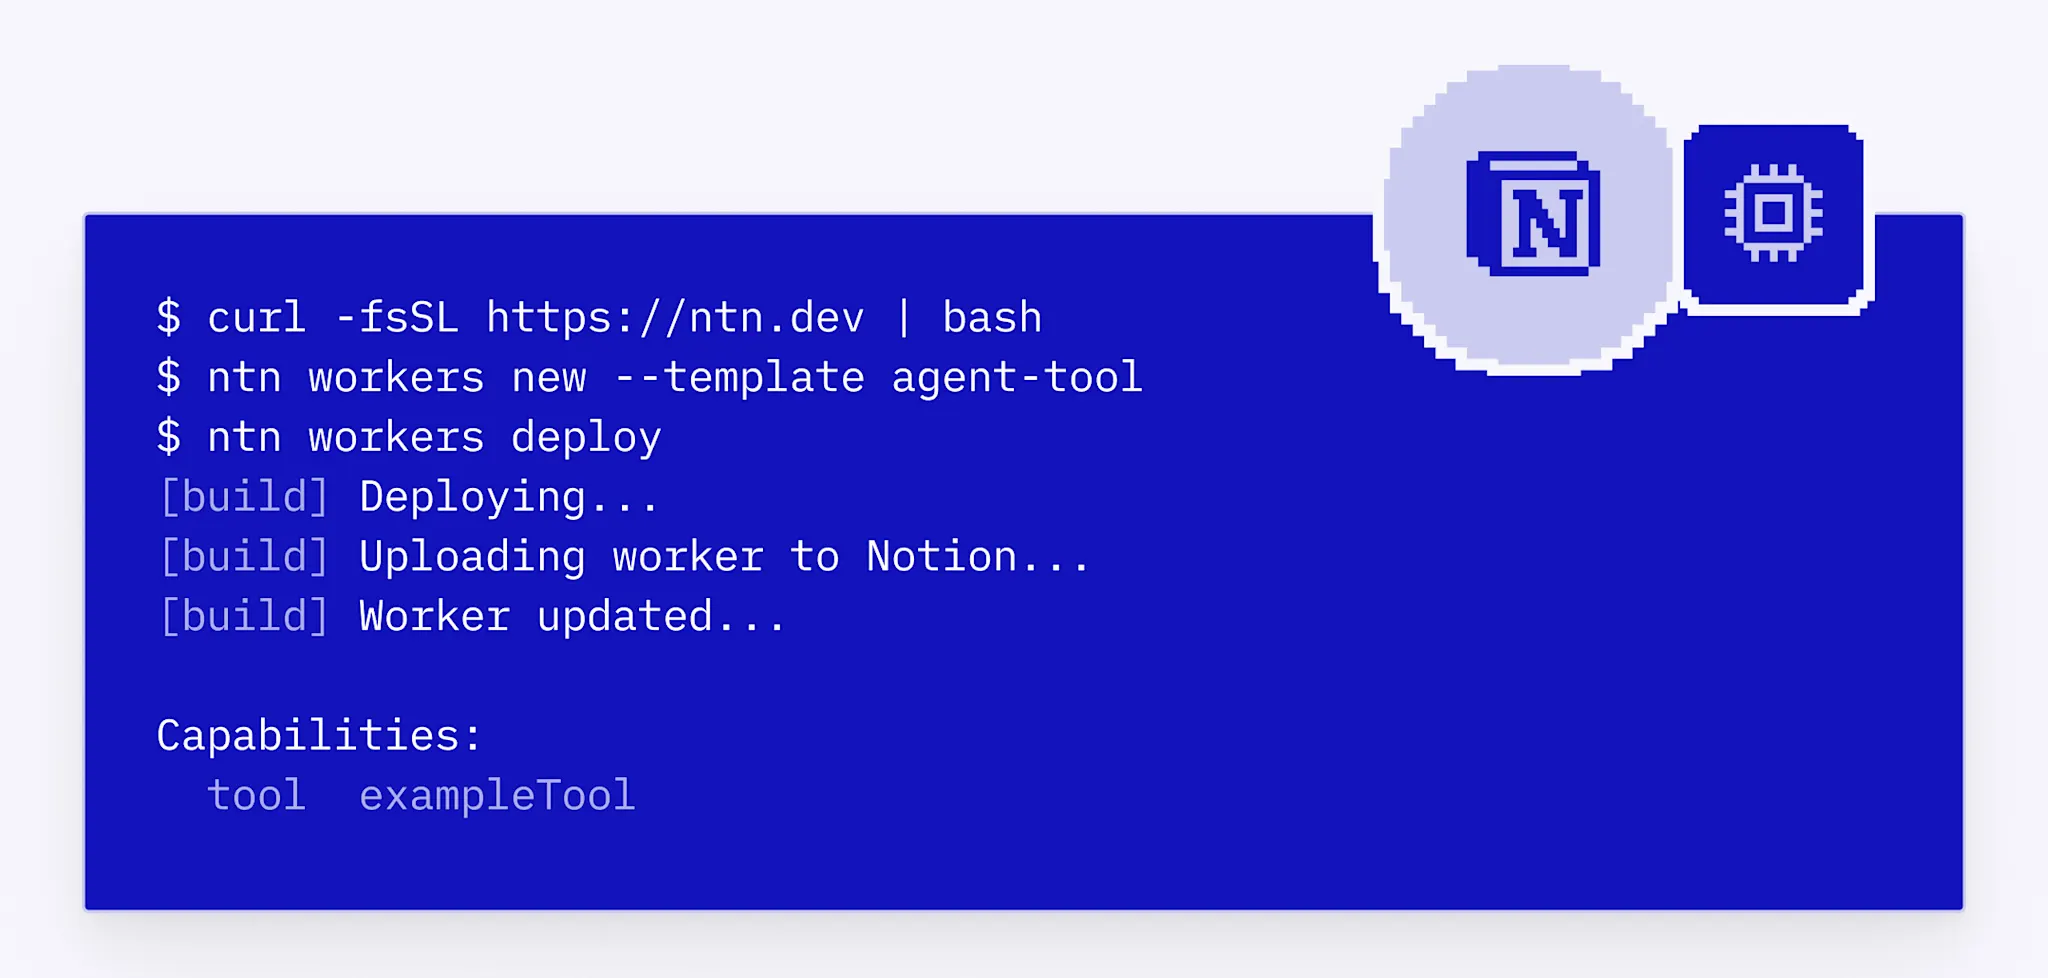 N
$ curl -fsSL https://ntn.dev | bash
$ ntn workers new --template agent-tool
$ ntn workers deploy
[build] Deploying...
[build] Uploading worker to Notion...
[build] Worker updated...
Capabilities:
  tool  exampleTool